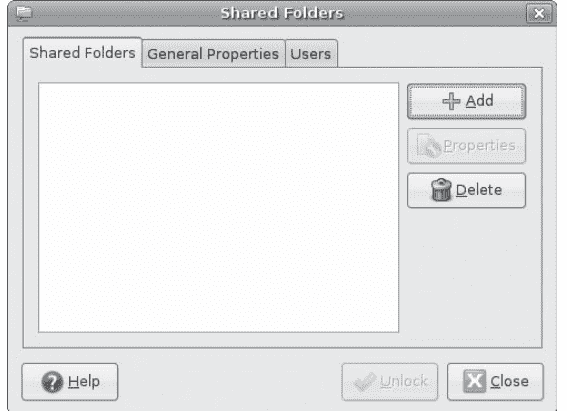 Shared Folders
Shared Folders General Properties Users
Add
Properties
Delete
Help Unlock Close